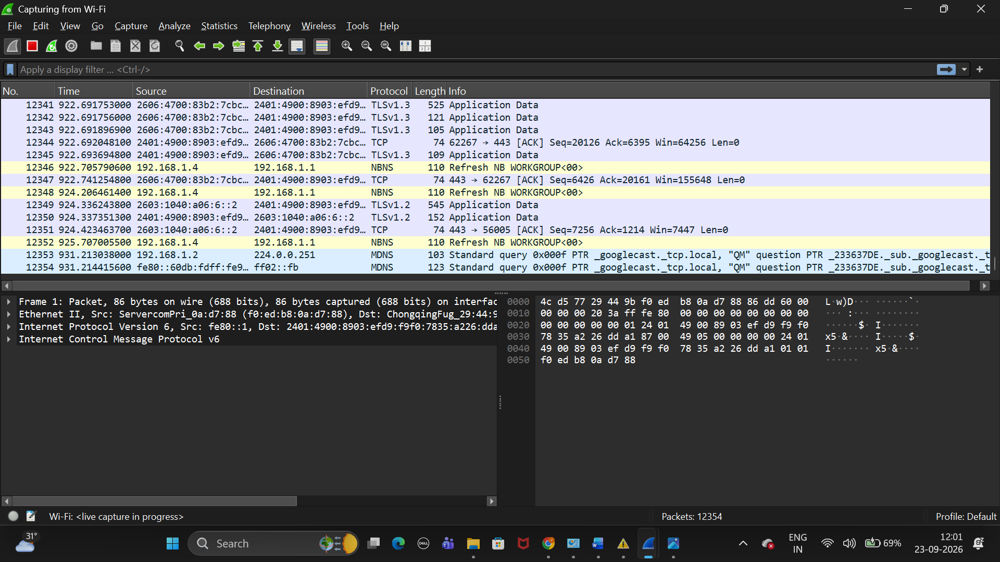 Capturing from Wi-Fi
File Edit View Go Capture Analyze Statistics Telephony Wireless Tools Help
Apply a display filter ... <Ctrl-/>
No. Time Source Destination Protocol Length Info
12341 922.691753000 2606:4700:83b2:7cbc… 2401:4900:8903:efd9… TLSv1.3 525 Application Data
12342 922.691756000 2606:4700:83b2:7cbc… 2401:4900:8903:efd9… TLSv1.3 121 Application Data
12343 922.691896900 2606:4700:83b2:7cbc… 2401:4900:8903:efd9… TLSv1.3 105 Application Data
12344 922.692048100 2401:4900:8903:efd9… 2606:4700:83b2:7cbc… TCP 74 62267 → 443 [ACK] Seq=20126 Ack=6395 Win=64256 Len=0
12345 922.693694800 2401:4900:8903:efd9… 2606:4700:83b2:7cbc… TLSv1.3 109 Application Data
12346 922.705790600 192.168.1.4 192.168.1.1 NBNS 110 Refresh NB WORKGROUP<00>
12347 922.741254800 2606:4700:83b2:7cbc… 2401:4900:8903:efd9… TCP 74 443 → 62267 [ACK] Seq=6426 Ack=20161 Win=155648 Len=0
12348 924.206461400 192.168.1.4 192.168.1.1 NBNS 110 Refresh NB WORKGROUP<00>
12349 924.336243800 2603:1040:a06:6::2 2401:4900:8903:efd9… TLSv1.2 545 Application Data
12350 924.337351300 2401:4900:8903:efd9… 2603:1040:a06:6::2 TLSv1.2 152 Application Data
12351 924.423463700 2603:1040:a06:6::2 2401:4900:8903:efd9… TCP 74 443 → 56005 [ACK] Seq=7256 Ack=1214 Win=7447 Len=0
12352 925.707005500 192.168.1.4 192.168.1.1 NBNS 110 Refresh NB WORKGROUP<00>
12353 931.213038000 192.168.1.2 224.0.0.251 MDNS 103 Standard query 0x000f PTR _googlecast._tcp.local, "QM" question PTR _233637DE._sub._googlecast._t
12354 931.214415600 fe80::60db:fdff:fe9… ff02::fb MDNS 123 Standard query 0x000f PTR _googlecast._tcp.local, "QM" question PTR _233637DE._sub._googlecast._t
Frame 1: Packet, 86 bytes on wire (688 bits), 86 bytes captured (688 bits) on interfac
Ethernet II, Src: ServercomPri_0a:d7:88 (f0:ed:b8:0a:d7:88), Dst: ChongqingFug_29:44:9
Internet Protocol Version 6, Src: fe80::1, Dst: 2401:4900:8903:efd9:f9f0:7835:a226:dda
Internet Control Message Protocol v6
0000 4c d5 77 29 44 9b f0 ed b8 0a d7 88 86 dd 60 00 L·w)D··· ······`·
0010 00 00 00 20 3a ff fe 80 00 00 00 00 00 00 00 00 ··· :··· ········
0020 00 00 00 00 00 01 24 01 49 00 89 03 ef d9 f9 f0 ······$· I·······
0030 78 35 a2 26 dd a1 87 00 49 05 00 00 00 00 24 01 x5·&···· I·····$·
0040 49 00 89 03 ef d9 f9 f0 78 35 a2 26 dd a1 01 01 I······· x5·&····
0050 f0 ed b8 0a d7 88 ······
Wi-Fi: <live capture in progress> Packets: 12354 Profile: Default
31°
Search
DELL
ENG
IN
69%
12:01
23-09-2026